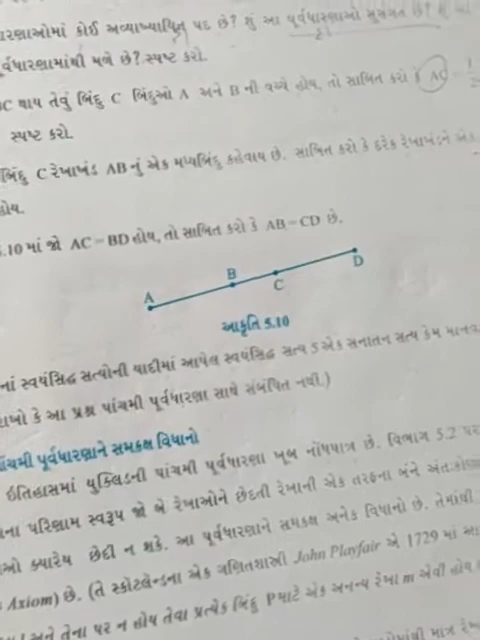 કોઈ અવ્યાખ્યાયિત પદ છે? શું આ પૂર્વધારણાઓ સુસંગત છે?
પૂર્વધારણામાંથી મળે છે? સ્પષ્ટ કરો.
થાય તેવું બિંદુ C બિંદુઓ A અને B ની વચ્ચે હોય, તો સાબિત કરો કે AC =
સ્પષ્ટ કરો.
બિંદુ C રેખાખંડ AB નું એક મધ્યબિંદુ કહેવાય છે. સાબિત કરો કે દરેક રેખાખંડને એક
હોય.
.10 માં જો AC = BD હોય, તો સાબિત કરો કે AB = CD છે.
A B C D
આકૃતિ 5.10
નાં સ્વયંસિદ્ધ સત્યોની યાદીમાં આપેલ સ્વયંસિદ્ધ સત્ય 5 એક સનાતન સત્ય કેમ
કે આ પ્રશ્ન પાંચમી પૂર્વધારણા સાથે સંબંધિત નથી.)
પાંચમી પૂર્વધારણાને સમકક્ષ વિધાનો
ઇતિહાસમાં યુક્લિડની પાંચમી પૂર્વધારણા ખૂબ નોંધપાત્ર છે. વિભાગ 5.2 પર
પરિણામ સ્વરૂપ જો બે રેખાઓને છેદતી રેખાની એક તરફના બંને
ક્યારેય છેદી ન શકે. આ પૂર્વધારણાને સમકક્ષ અનેક વિધાનો છે. તેમાંથી
Axiom) છે. (તે સ્કોટલેન્ડના એક ગણિતશાસ્ત્રી John Playfair એ 1729 માં
અને તેના પર ન હોય તેવા પ્રત્યેક બિંદુ P માટે એક અનન્ય રેખા m એવી
માત્ર